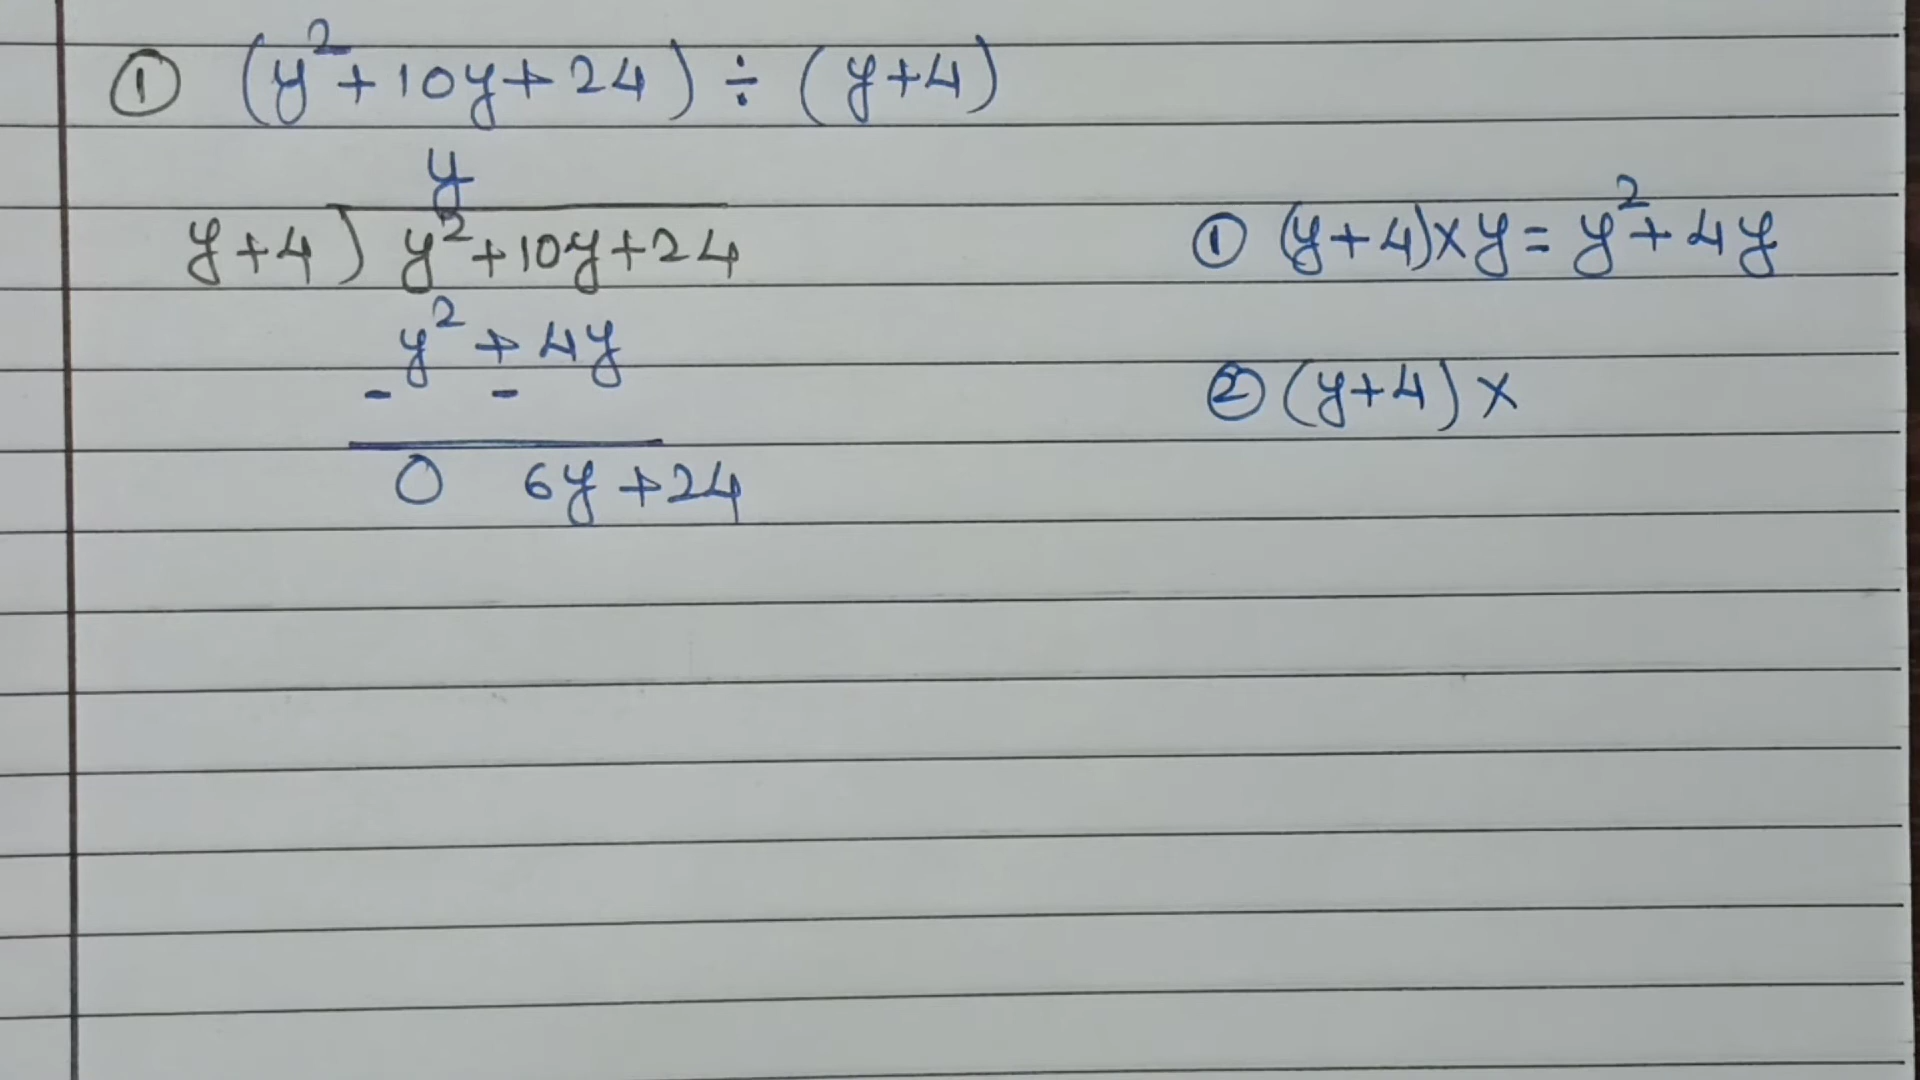 ① (y²+10y+24) ÷ (y+4)
y
y+4) y²+10y+24
① (y+4)×y= y²+4y
y² + 4y
- -
② (y+4) ×
0 6y+24